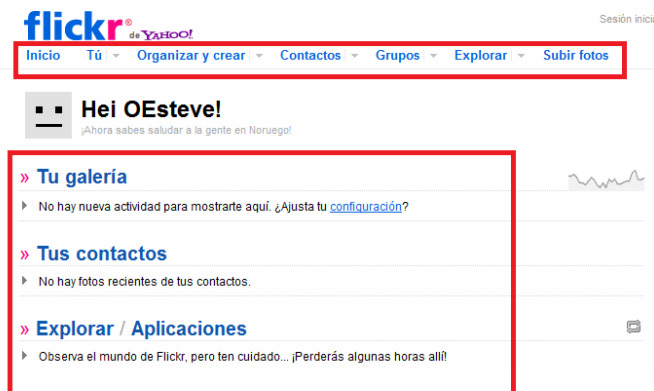 Sesión inici
flickr® de YAHOO!
Inicio Tú Organizar y crear Contactos Grupos Explorar Subir fotos
Hei OEsteve!
¡Ahora sabes saludar a la gente en Noruego!
» Tu galería
No hay nueva actividad para mostrarte aquí. ¿Ajusta tu configuración?
» Tus contactos
No hay fotos recientes de tus contactos.
» Explorar / Aplicaciones
Observa el mundo de Flickr, pero ten cuidado... ¡Perderás algunas horas allí!